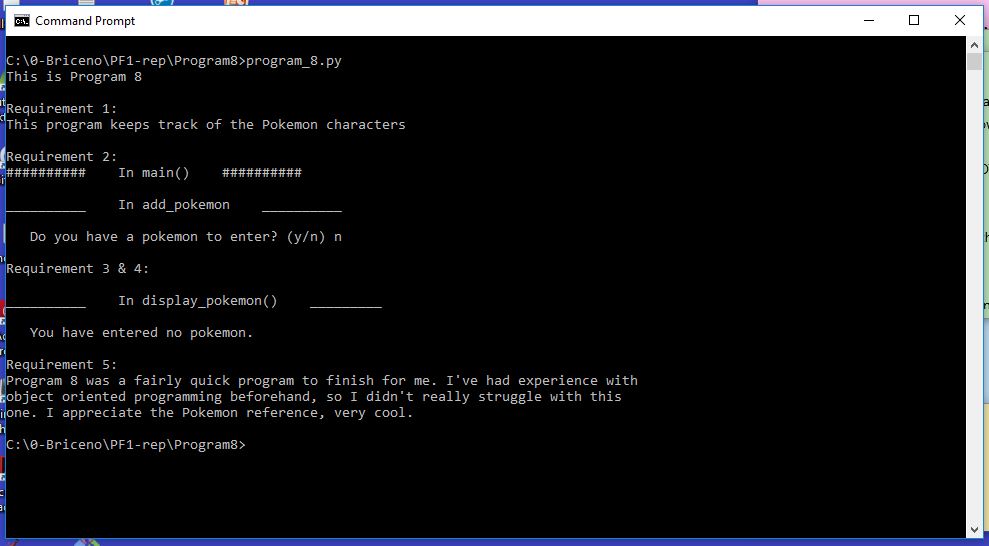 Command Prompt
C:\0-Briceno\PF1-rep\Program8>program_8.py
This is Program 8
Requirement 1:
This program keeps track of the Pokemon characters
Requirement 2:
########## In main() ##########
__________ In add_pokemon __________
Do you have a pokemon to enter? (y/n) n
Requirement 3 & 4:
__________ In display_pokemon() _________
You have entered no pokemon.
Requirement 5:
Program 8 was a fairly quick program to finish for me. I've had experience with
object oriented programming beforehand, so I didn't really struggle with this
one. I appreciate the Pokemon reference, very cool.
C:\0-Briceno\PF1-rep\Program8>